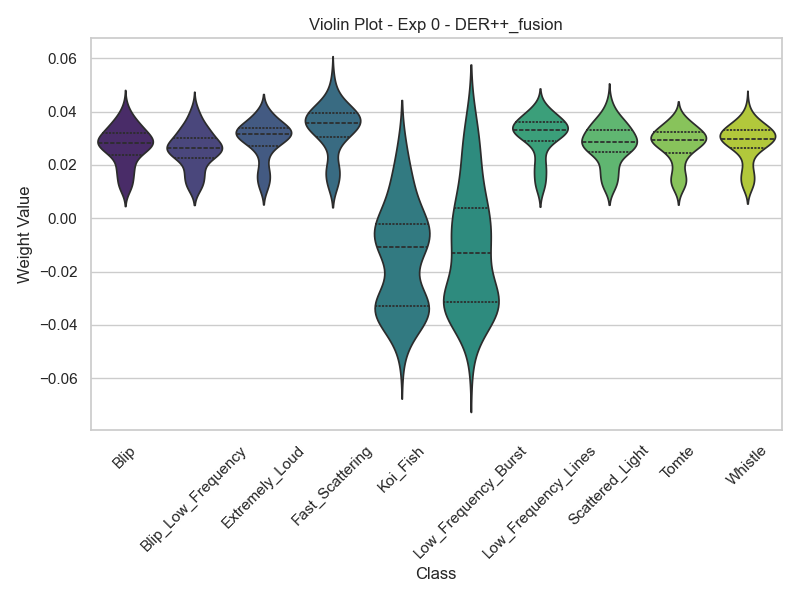 Violin Plot - Exp 0 - DER++_fusion
0.06
0.04
0.02
0.00
−0.02
−0.04
−0.06
Weight Value
Blip
Blip_Low_Frequency
Extremely_Loud
Fast_Scattering
Koi_Fish
Low_Frequency_Burst
Low_Frequency_Lines
Scattered_Light
Tomte
Whistle
Class